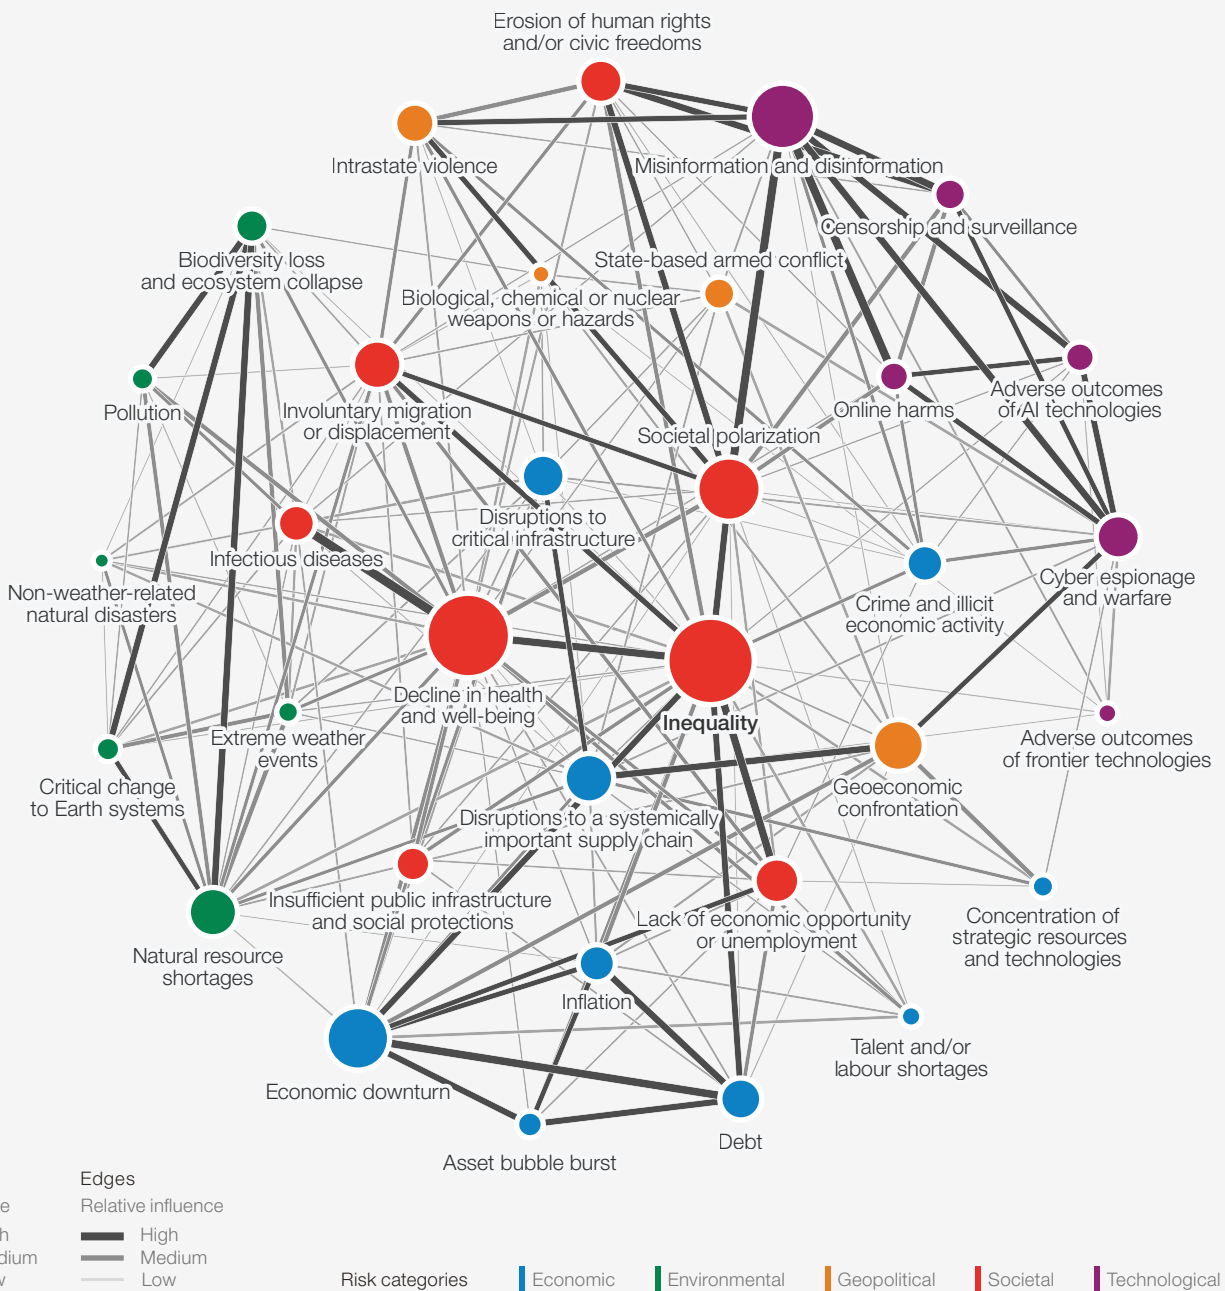 Erosion of human rights
and/or civic freedoms
Intrastate violence
Misinformation and disinformation
Censorship and surveillance
Biodiversity loss
and ecosystem collapse
State-based armed conflict
Biological, chemical or nuclear
weapons or hazards
Pollution
Involuntary migration
or displacement
Online harms
Adverse outcomes
of AI technologies
Societal polarization
Disruptions to
critical infrastructure
Infectious diseases
Non-weather-related
natural disasters
Crime and illicit
economic activity
Cyber espionage
and warfare
Decline in health
and well-being
Inequality
Extreme weather
events
Adverse outcomes
of frontier technologies
Critical change
to Earth systems
Geoeconomic
confrontation
Disruptions to a systemically
important supply chain
Insufficient public infrastructure
and social protections
Lack of economic opportunity
or unemployment
Concentration of
strategic resources
and technologies
Natural resource
shortages
Inflation
Talent and/or
labour shortages
Economic downturn
Debt
Asset bubble burst
Edges
Relative influence
High
Medium
Low
Risk categories
Economic
Environmental
Geopolitical
Societal
Technological